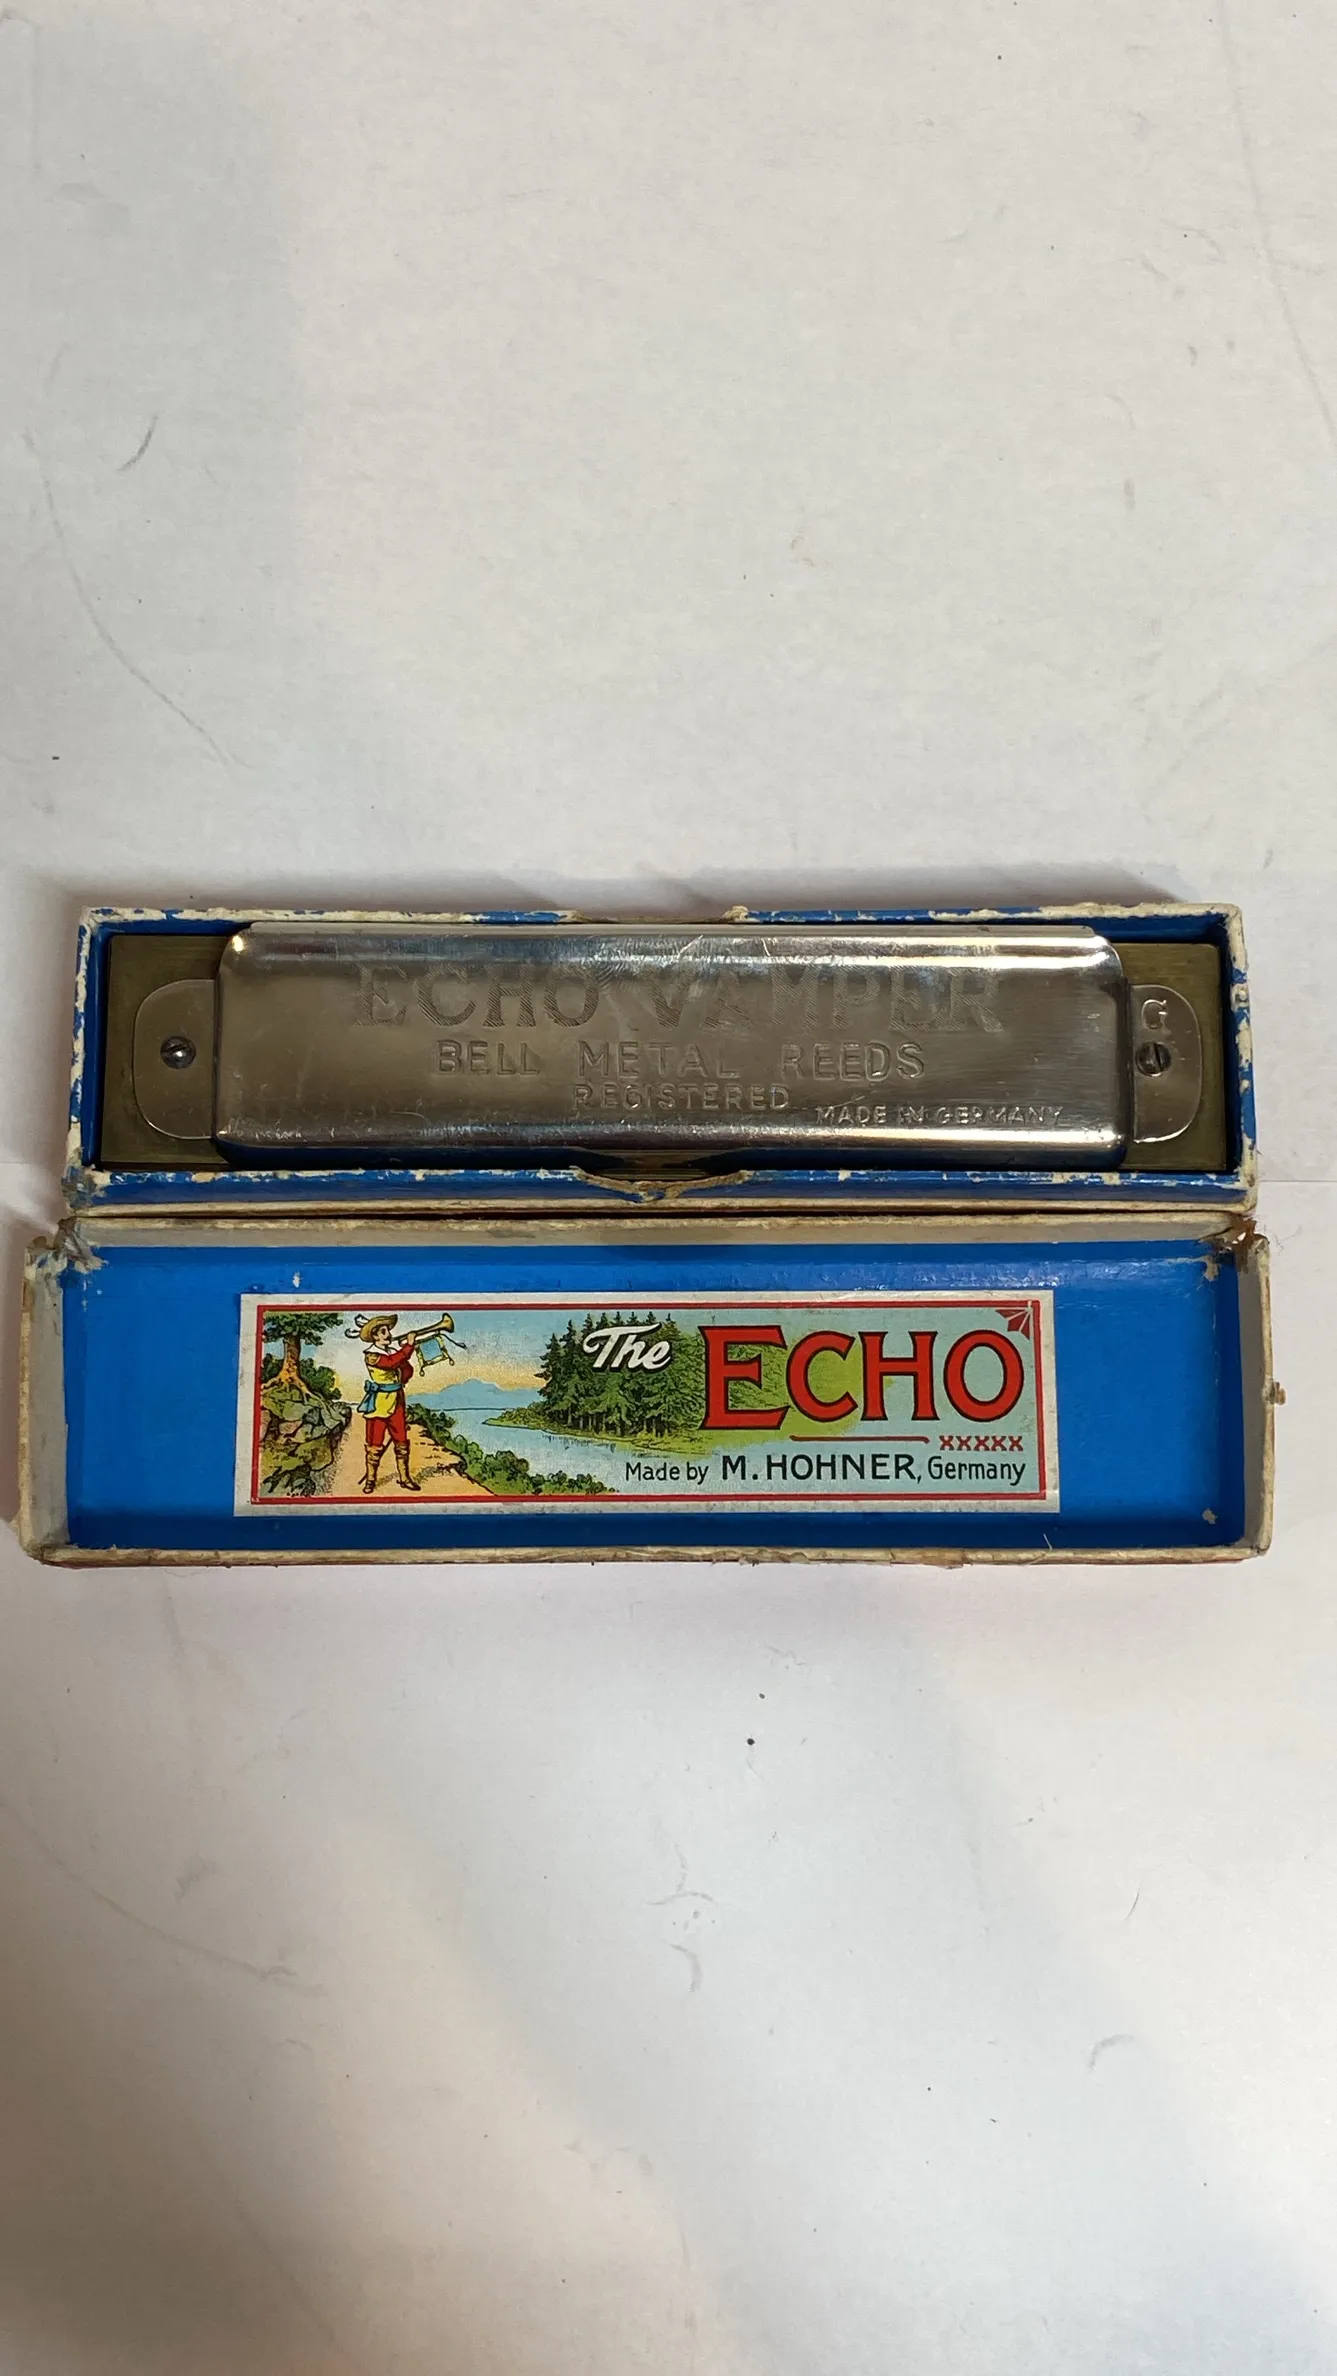 ECHO VAMPER
G
BELL METAL REEDS
REGISTERED
MADE IN GERMANY
The ECHO
xxxxx
Made by M. HOHNER, Germany